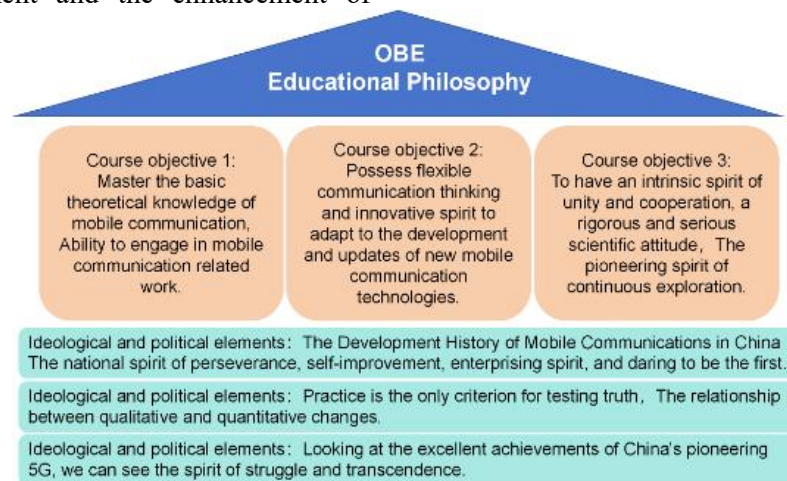 ent and the enhancement of
OBE
Educational Philosophy
Course objective 1:
Master the basic
theoretical knowledge of
mobile communication,
Ability to engage in mobile
communication related
work.
Course objective 2:
Possess flexible
communication thinking
and innovative spirit to
adapt to the development
and updates of new mobile
communication
technologies.
Course objective 3:
To have an intrinsic spirit of
unity and cooperation, a
rigorous and serious
scientific attitude, The
pioneering spirit of
continuous exploration.
Ideological and political elements: The Development History of Mobile Communications in China
The national spirit of perseverance, self-improvement, enterprising spirit, and daring to be the first.
Ideological and political elements: Practice is the only criterion for testing truth, The relationship
between qualitative and quantitative changes.
Ideological and political elements: Looking at the excellent achievements of China's pioneering
5G, we can see the spirit of struggle and transcendence.